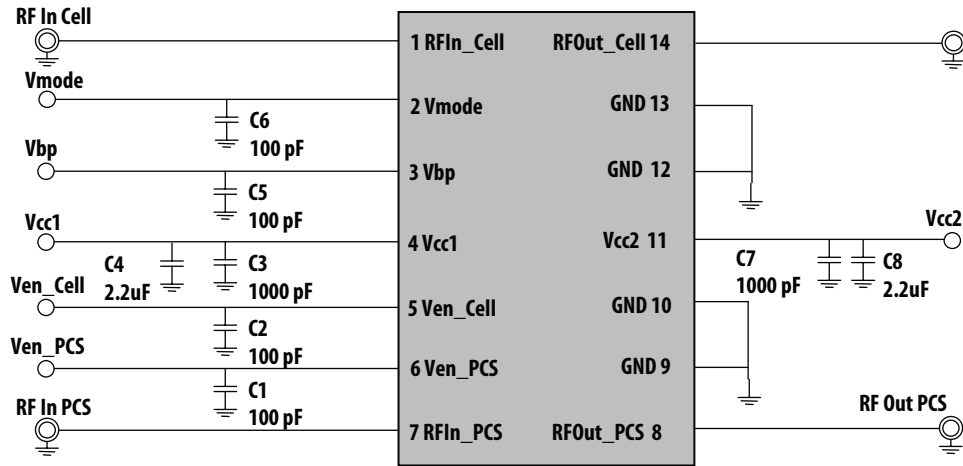 RF In Cell
Vmode
C6
100 pF
Vbp
C5
100 pF
Vcc1
C4
2.2uF
C3
1000 pF
Ven_Cell
C2
100 pF
Ven_PCS
C1
100 pF
RF In PCS
1 RFIn_Cell
2 Vmode
3 Vbp
4 Vcc1
5 Ven_Cell
6 Ven_PCS
7 RFIn_PCS
RFOut_Cell 14
GND 13
GND 12
Vcc2 11
GND 10
GND 9
RFOut_PCS 8
Vcc2
C7
1000 pF
C8
2.2uF
RF Out PCS